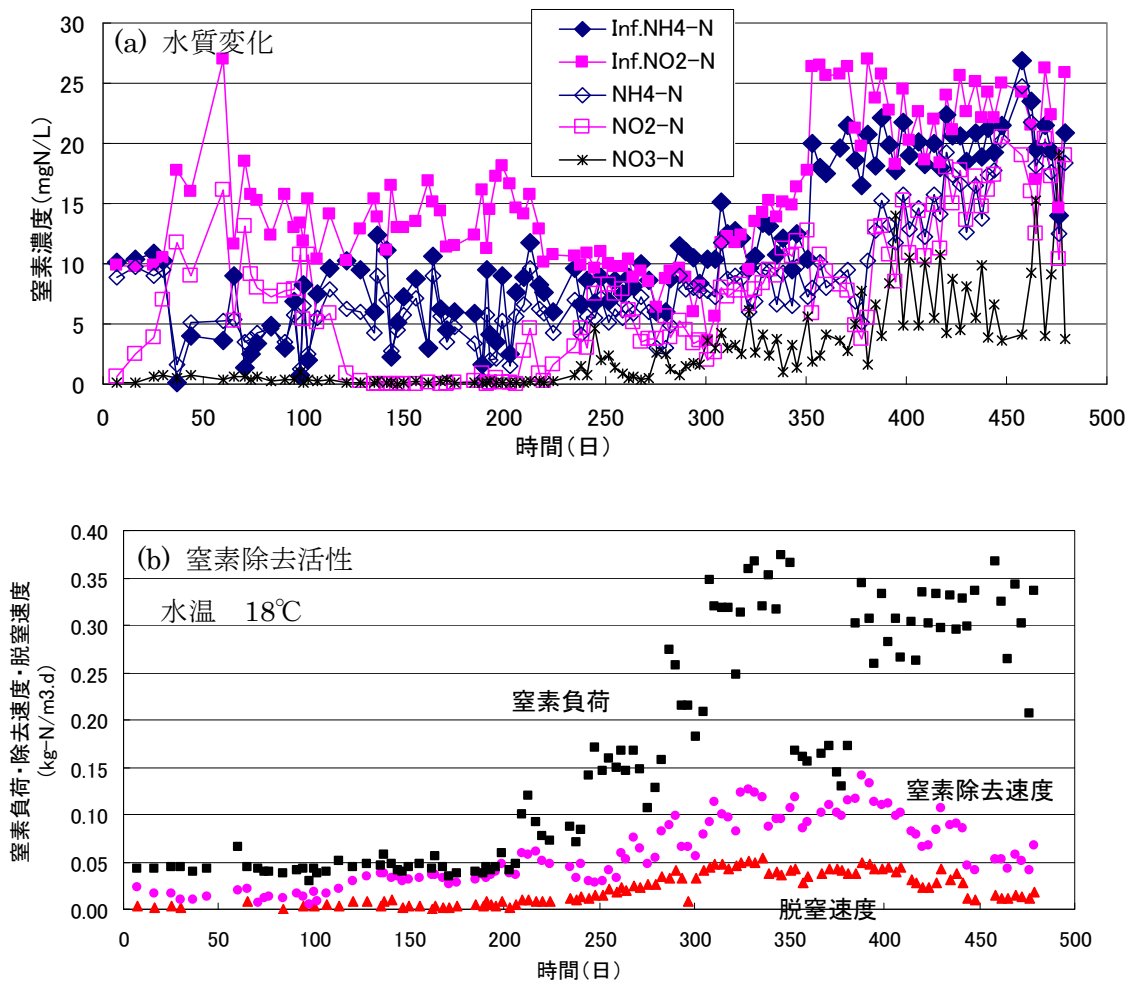 (a) 水質変化
Inf.NH4-N
Inf.NO2-N
NH4-N
NO2-N
NO3-N
窒素濃度(mgN/L)
30
25
20
15
10
5
0
0 50 100 150 200 250 300 350 400 450 500
時間(日)
(b) 窒素除去活性
水温 18℃
窒素負荷・除去速度・脱窒速度
(kg-N/m3.d)
0.40
0.35
0.30
0.25
0.20
0.15
0.10
0.05
0.00
窒素負荷
窒素除去速度
脱窒速度
0 50 100 150 200 250 300 350 400 450 500
時間(日)